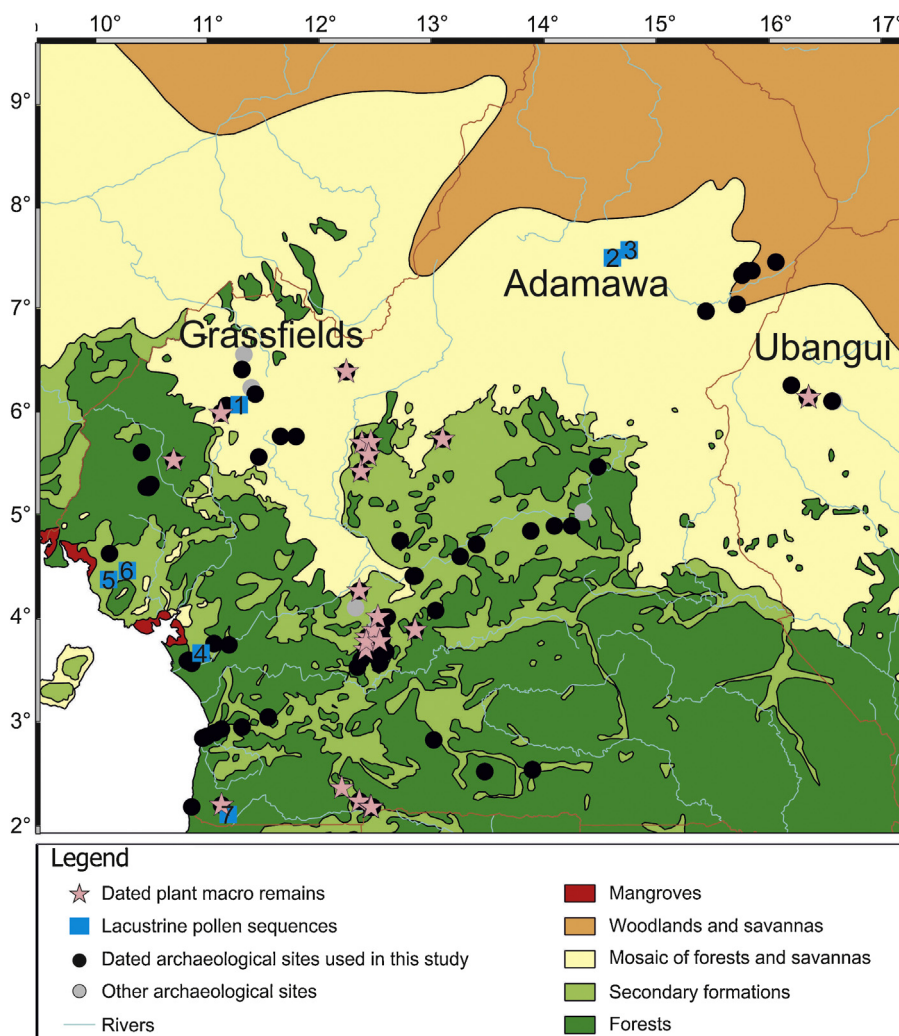 10° 11° 12° 13° 14° 15° 16° 17°
9°
8°
2 3
Adamawa
7°
Grassfields
Ubangui
6°
1
5°
5 6
4°
4
3°
7
2°
Legend
Dated plant macro remains
Lacustrine pollen sequences
Dated archaeological sites used in this study
Other archaeological sites
Rivers
Mangroves
Woodlands and savannas
Mosaic of forests and savannas
Secondary formations
Forests